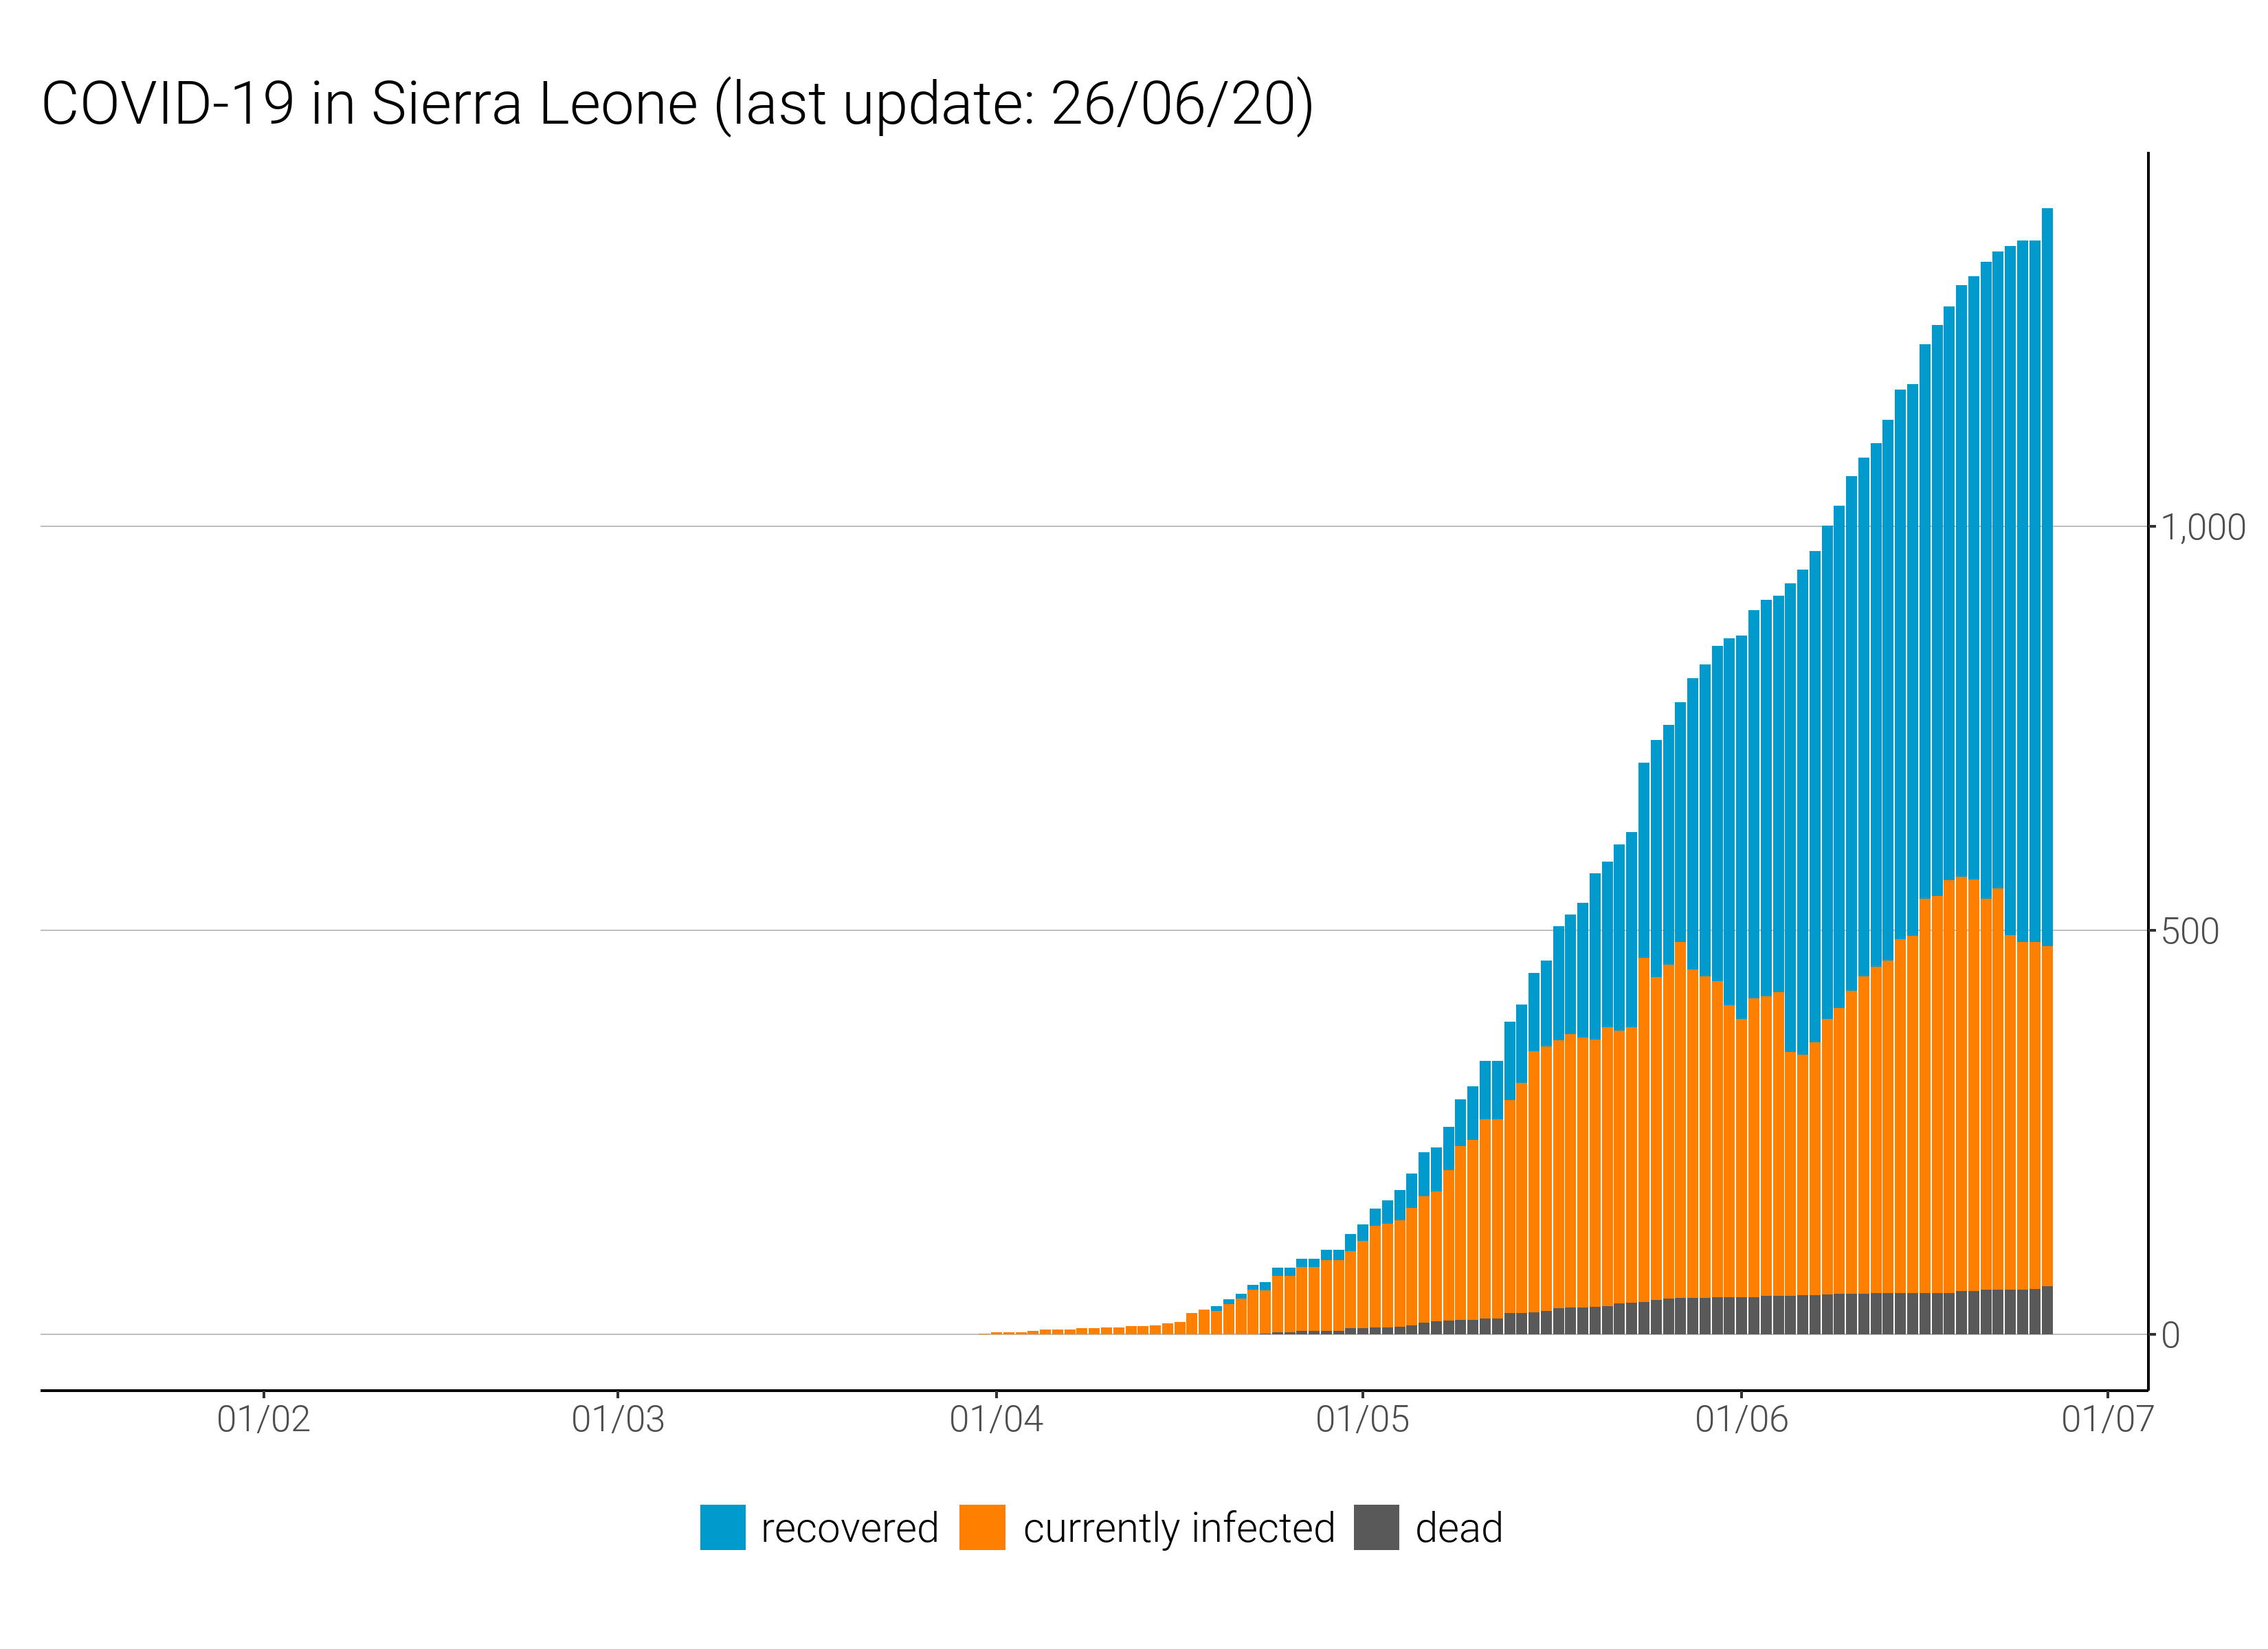 COVID-19 in Sierra Leone (last update: 26/06/20)
1,000
500
0
01/02 01/03 01/04 01/05 01/06 01/07
recovered currently infected dead